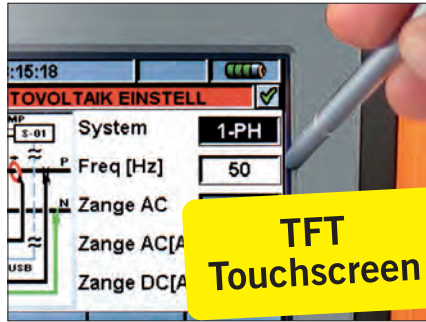 :15:18
TOVOLTAIK EINSTELL
MP
S-01
System 1-PH
P Freq [Hz] 50
N Zange AC
Zange AC[A
USB
Zange DC[A
TFT
Touchscreen